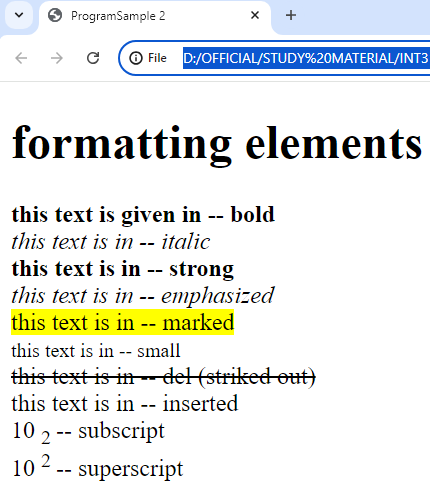 ProgramSample 2
File D:/OFFICIAL/STUDY%20MATERIAL/INT3
formatting elements
this text is given in -- bold
this text is in -- italic
this text is in -- strong
this text is in -- emphasized
this text is in -- marked
this text is in -- small
this text is in -- del (striked out)
this text is in -- inserted
10 2 -- subscript
10 2 -- superscript